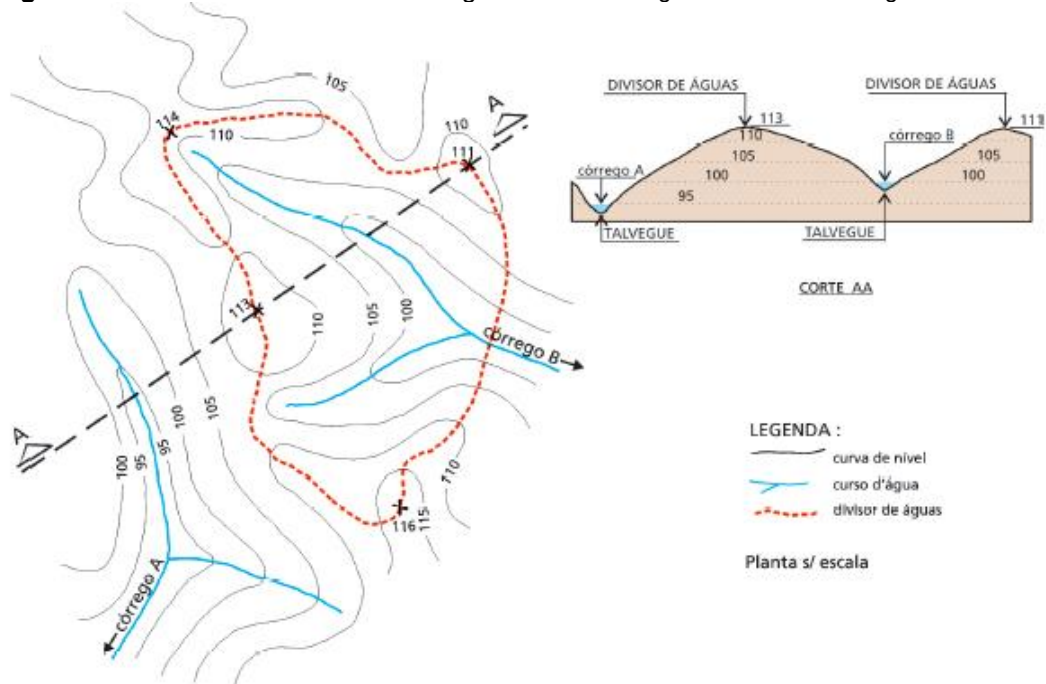 105
A
114
110
110
111
113
110
105
100
córrego B
105
100
A
100
95
95
100
105
110
115
116
córrego A
DIVISOR DE ÁGUAS
DIVISOR DE ÁGUAS
113
111
110
córrego B
105
105
córrego A
100
100
95
TALVEGUE
TALVEGUE
CORTE AA
LEGENDA :
curva de nível
curso d'água
divisor de águas
Planta s/ escala